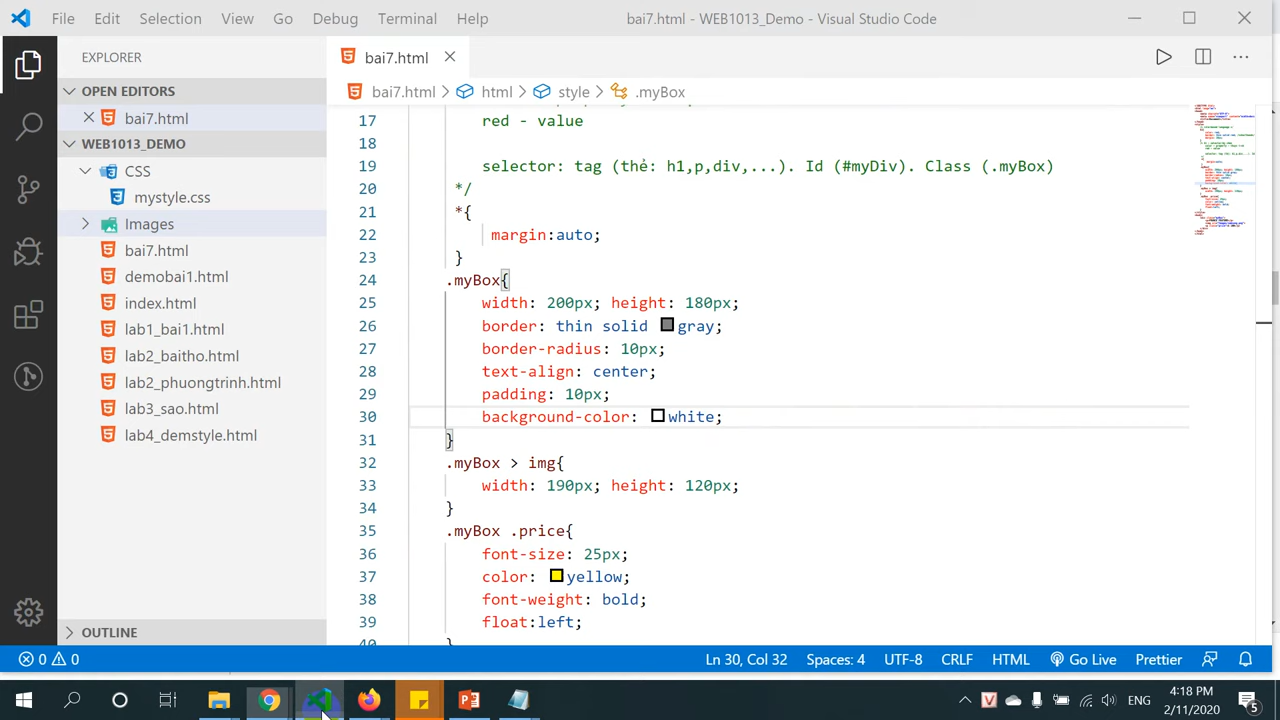 File Edit Selection View Go Debug Terminal Help bai7.html - WEB1013_Demo - Visual Studio Code
EXPLORER
OPEN EDITORS
bai7.html
WEB1013_DEMO
CSS
mystyle.css
Images
bai7.html
demobai1.html
index.html
lab1_bai1.html
lab2_baitho.html
lab2_phuongtrinh.html
lab3_sao.html
lab4_demstyle.html
OUTLINE
bai7.html
bai7.html > html > style > .myBox
17 red - value
18
19 selector: tag (thẻ: h1,p,div,...). Id (#myDiv). Class (.myBox)
20 */
21 *{
22 margin:auto;
23 }
24 .myBox{
25 width: 200px; height: 180px;
26 border: thin solid gray;
27 border-radius: 10px;
28 text-align: center;
29 padding: 10px;
30 background-color: white;
31 }
32 .myBox > img{
33 width: 190px; height: 120px;
34 }
35 .myBox .price{
36 font-size: 25px;
37 color: yellow;
38 font-weight: bold;
39 float:left;
40 }
0 0 Ln 30, Col 32 Spaces: 4 UTF-8 CRLF HTML Go Live Prettier
ENG 4:18 PM
2/11/2020 5